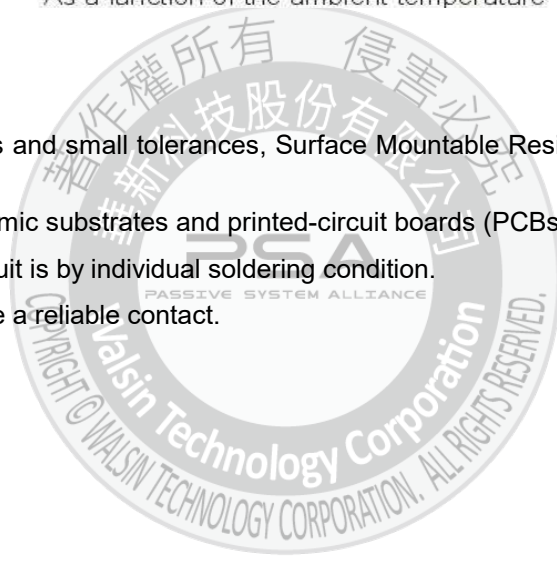 As a function of the ambient temperature
著作權所有 侵害必究
華新科技股份有限公司
s and small tolerances, Surface Mountable Resi
mic substrates and printed-circuit boards (PCBs
PSA
uit is by individual soldering condition.
PASSIVE SYSTEM ALLIANCE
e a reliable contact.
Walsin Technology Corporation
COPYRIGHT © WALSIN TECHNOLOGY CORPORATION. ALL RIGHTS RESERVED.